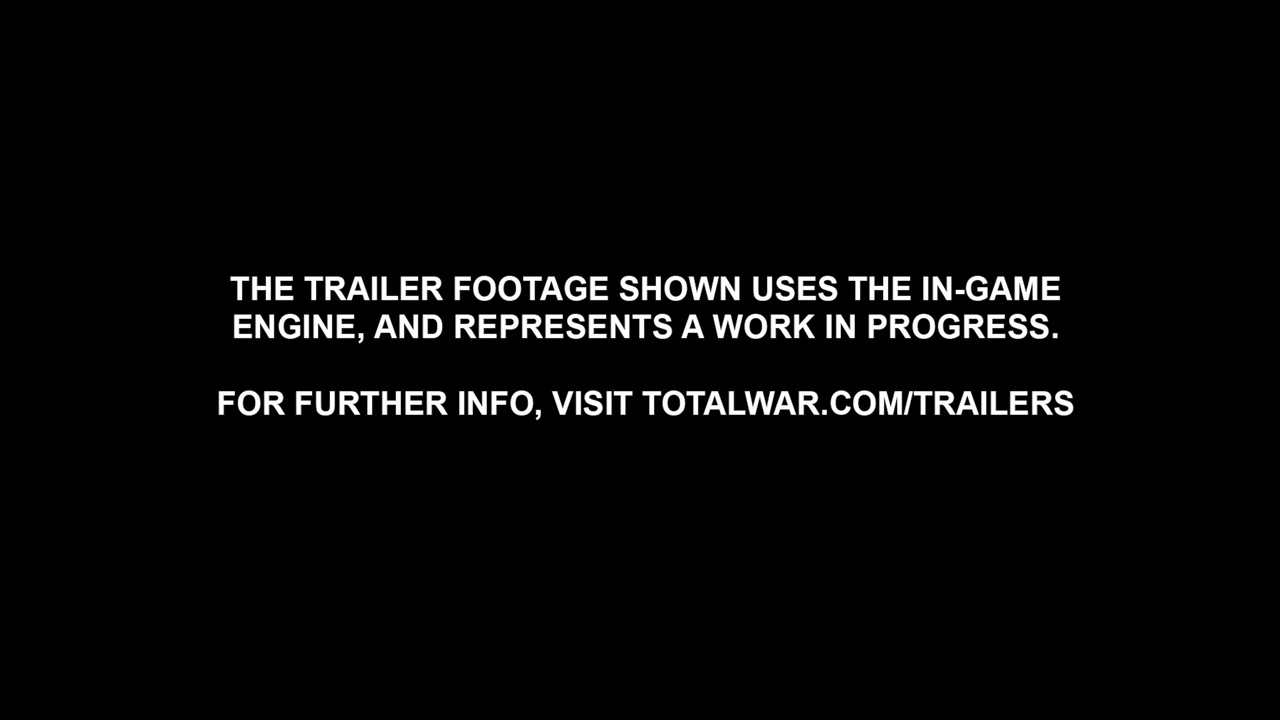 THE TRAILER FOOTAGE SHOWN USES THE IN-GAME
ENGINE, AND REPRESENTS A WORK IN PROGRESS.
FOR FURTHER INFO, VISIT TOTALWAR.COM/TRAILERS